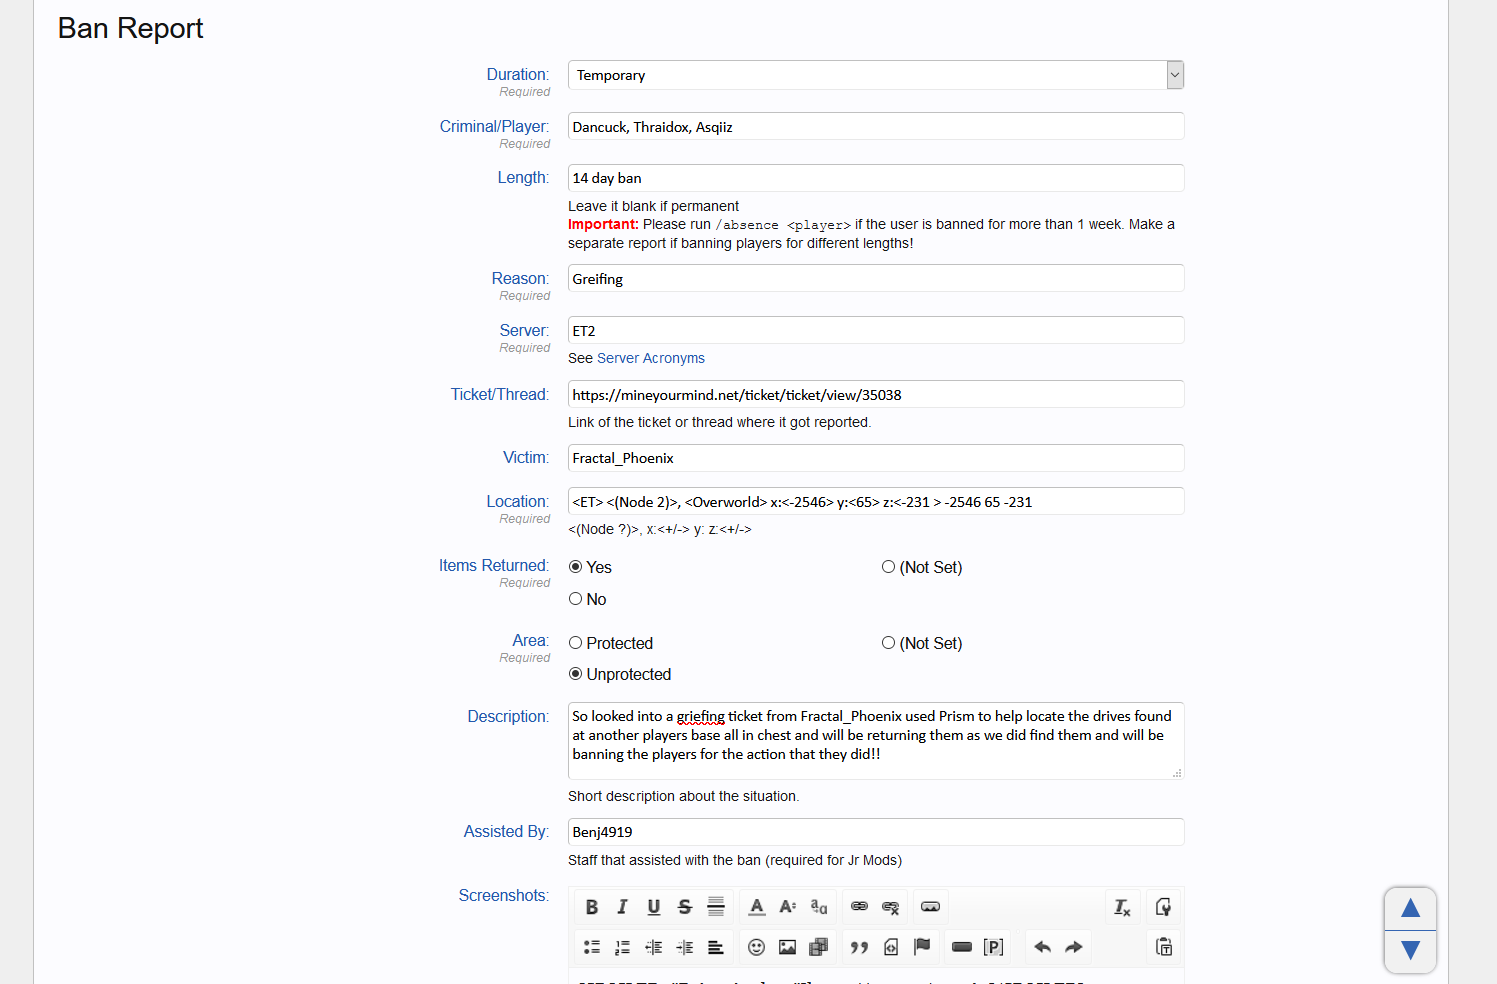 Ban Report
Duration:
Required
Temporary
Criminal/Player:
Required
Dancuck, Thraidox, Asqiiz
Length:
14 day ban
Leave it blank if permanent
Important: Please run /absence <player> if the user is banned for more than 1 week. Make a
separate report if banning players for different lengths!
Reason:
Required
Greifing
Server:
Required
ET2
See Server Acronyms
Ticket/Thread:
https://mineyourmind.net/ticket/ticket/view/35038
Link of the ticket or thread where it got reported.
Victim:
Fractal_Phoenix
Location:
Required
<ET> <(Node 2)>, <Overworld> x:<-2546> y:<65> z:<-231 > -2546 65 -231
<(Node ?)>, x:<+/-> y: z:<+/->
Items Returned:
Required
Yes
(Not Set)
No
Area:
Required
Protected
(Not Set)
Unprotected
Description:
So looked into a griefing ticket from Fractal_Phoenix used Prism to help locate the drives found
at another players base all in chest and will be returning them as we did find them and will be
banning the players for the action that they did!!
Short description about the situation.
Assisted By:
Benj4919
Staff that assisted with the ban (required for Jr Mods)
Screenshots: